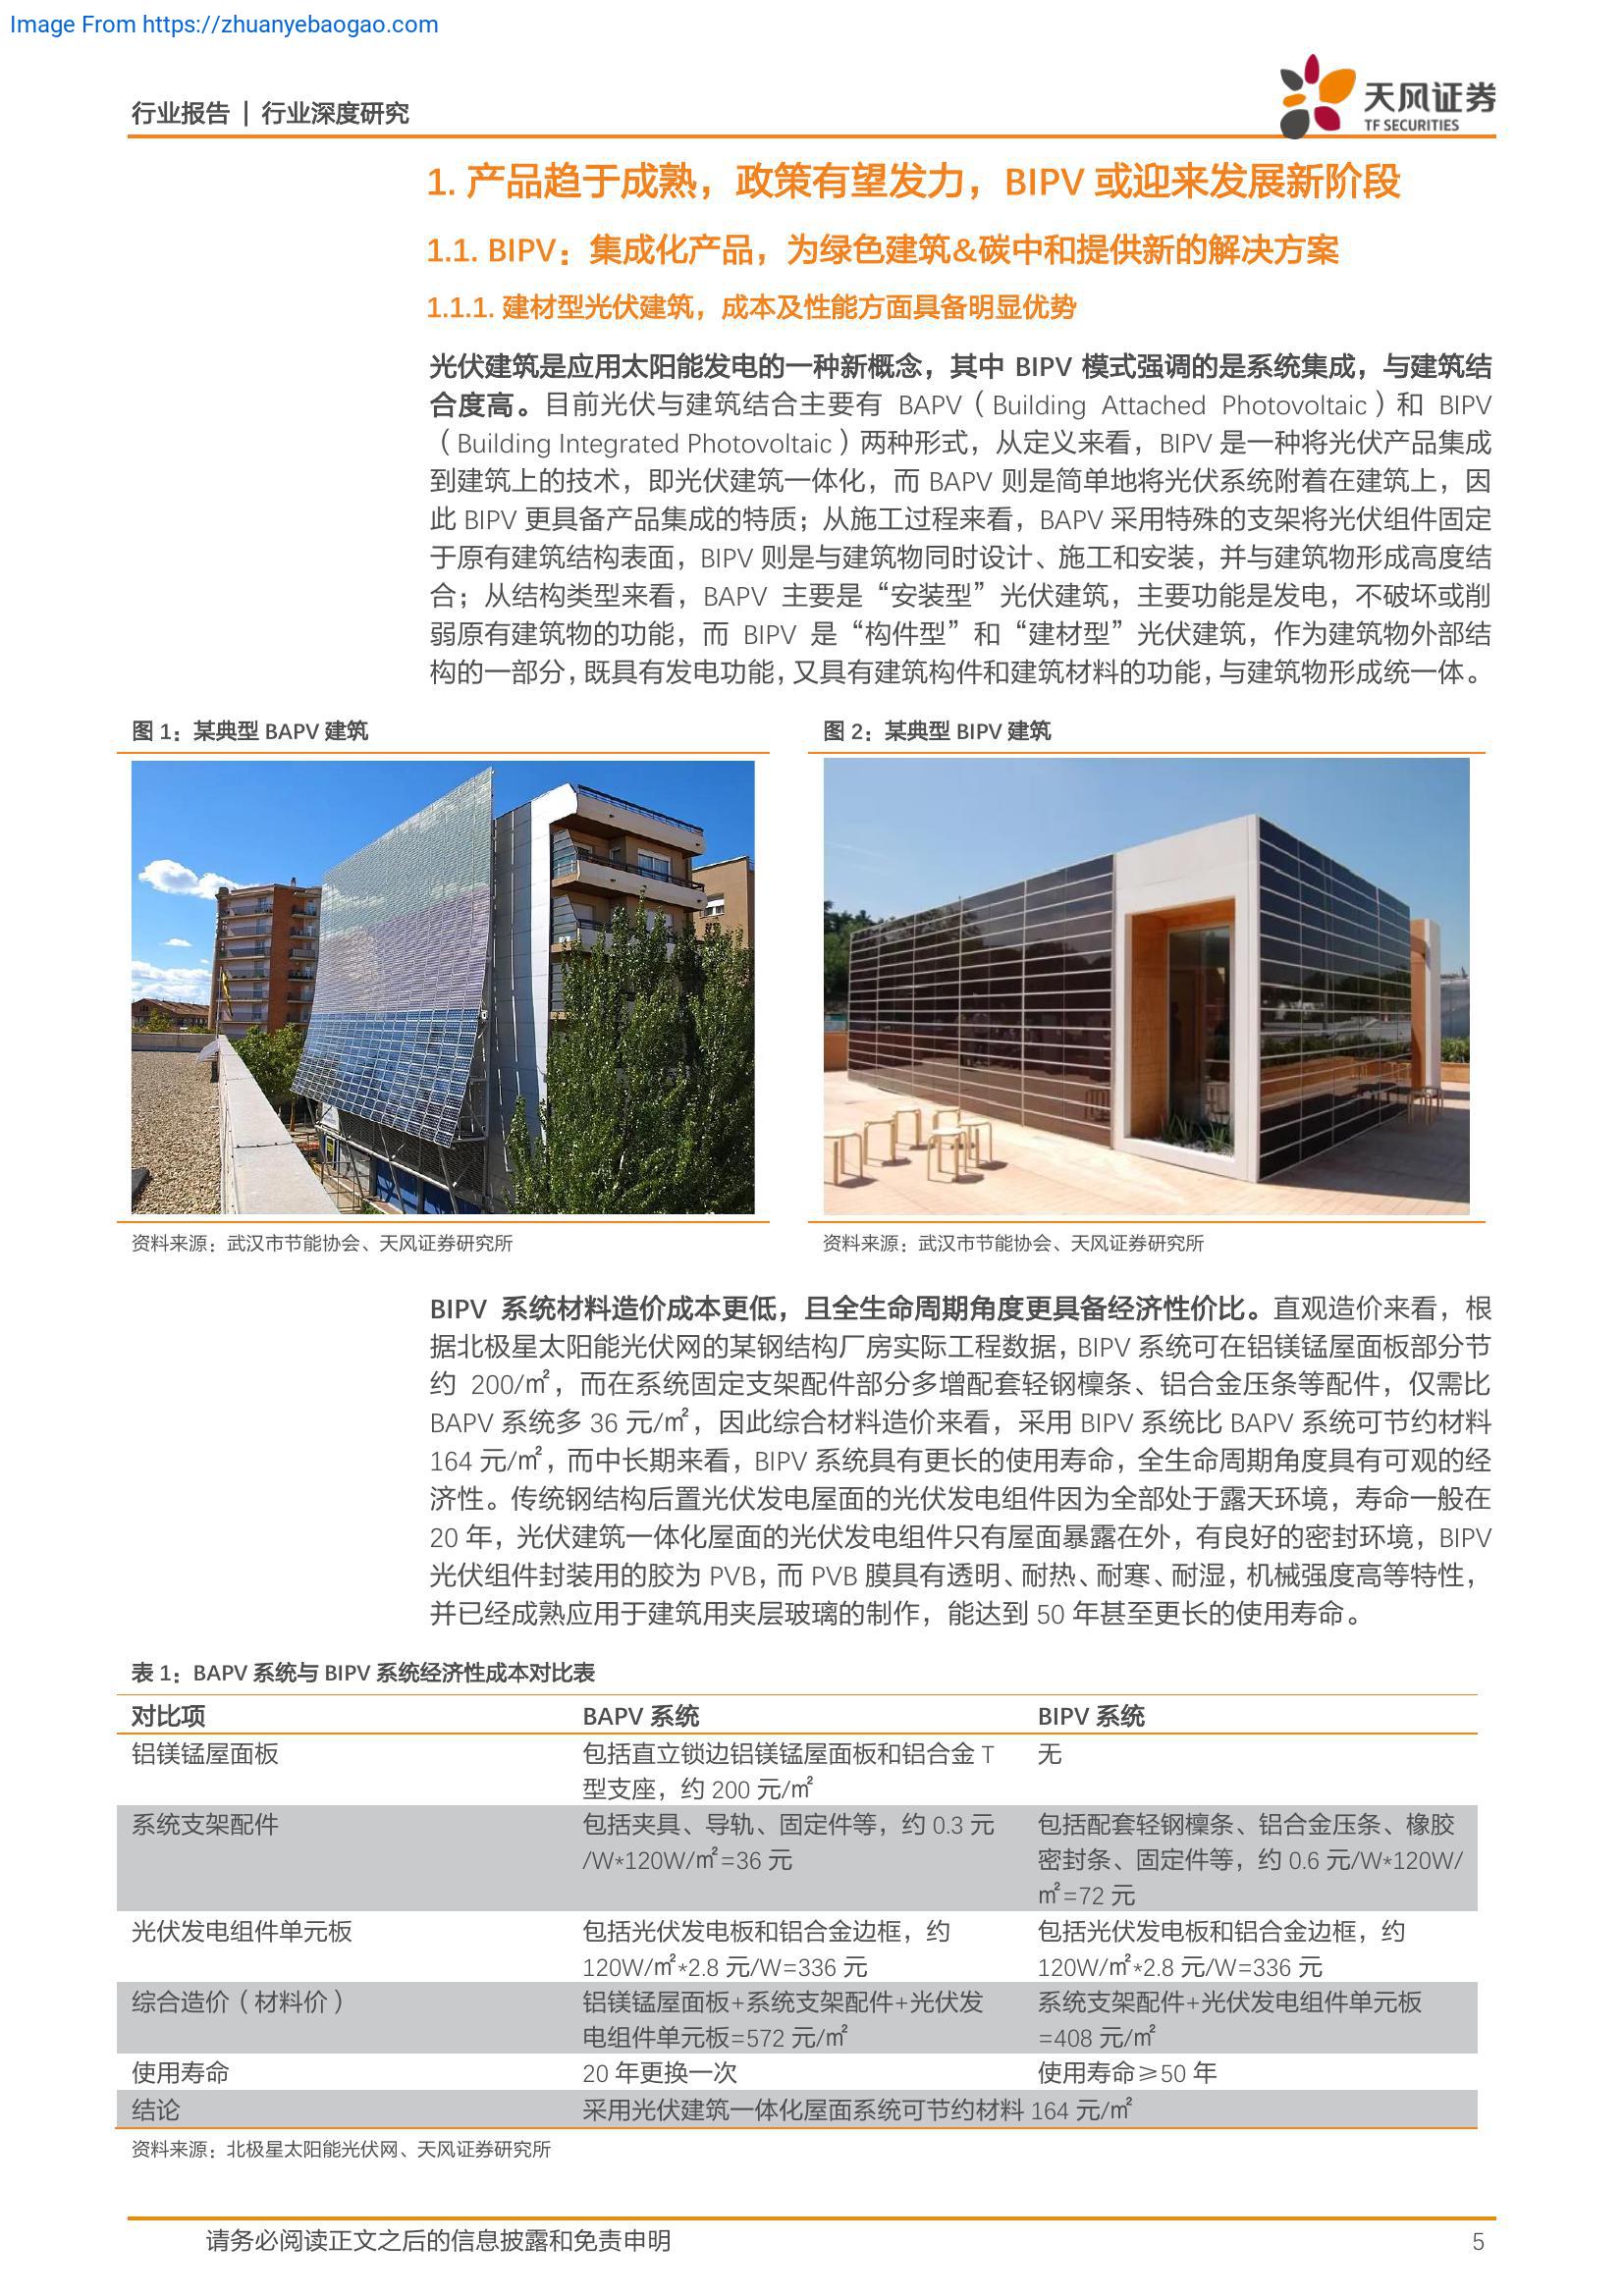 Image From https://zhuanyebaogao.com
行业报告 | 行业深度研究
天风证券
TF SECURITIES
1. 产品趋于成熟，政策有望发力，BIPV 或迎来发展新阶段
1.1. BIPV：集成化产品，为绿色建筑&碳中和提供新的解决方案
1.1.1. 建材型光伏建筑，成本及性能方面具备明显优势
光伏建筑是应用太阳能发电的一种新概念，其中 BIPV 模式强调的是系统集成，与建筑结
合度高。目前光伏与建筑结合主要有 BAPV（Building Attached Photovoltaic）和 BIPV
（Building Integrated Photovoltaic）两种形式，从定义来看，BIPV 是一种将光伏产品集成
到建筑上的技术，即光伏建筑一体化，而 BAPV 则是简单地将光伏系统附着在建筑上，因
此 BIPV 更具备产品集成的特质；从施工过程来看，BAPV 采用特殊的支架将光伏组件固定
于原有建筑结构表面，BIPV 则是与建筑物同时设计、施工和安装，并与建筑物形成高度结
合；从结构类型来看，BAPV 主要是“安装型”光伏建筑，主要功能是发电，不破坏或削
弱原有建筑物的功能，而 BIPV 是“构件型”和“建材型”光伏建筑，作为建筑物外部结
构的一部分，既具有发电功能，又具有建筑构件和建筑材料的功能，与建筑物形成统一体。
图 1：某典型 BAPV 建筑
图 2：某典型 BIPV 建筑
资料来源：武汉市节能协会、天风证券研究所
资料来源：武汉市节能协会、天风证券研究所
BIPV 系统材料造价成本更低，且全生命周期角度更具备经济性价比。直观造价来看，根
据北极星太阳能光伏网的某钢结构厂房实际工程数据，BIPV 系统可在铝镁锰屋面板部分节
约 200/㎡，而在系统固定支架配件部分多增配套轻钢檩条、铝合金压条等配件，仅需比
BAPV 系统多 36 元/㎡，因此综合材料造价来看，采用 BIPV 系统比 BAPV 系统可节约材料
164 元/㎡，而中长期来看，BIPV 系统具有更长的使用寿命，全生命周期角度具有可观的经
济性。传统钢结构后置光伏发电屋面的光伏发电组件因为全部处于露天环境，寿命一般在
20 年，光伏建筑一体化屋面的光伏发电组件只有屋面暴露在外，有良好的密封环境，BIPV
光伏组件封装用的胶为 PVB，而 PVB 膜具有透明、耐热、耐寒、耐湿，机械强度高等特性，
并已经成熟应用于建筑用夹层玻璃的制作，能达到 50 年甚至更长的使用寿命。
表 1：BAPV 系统与 BIPV 系统经济性成本对比表
对比项 BAPV 系统 BIPV 系统
铝镁锰屋面板 包括直立锁边铝镁锰屋面板和铝合金 T 无
型支座，约 200 元/㎡
系统支架配件 包括夹具、导轨、固定件等，约 0.3 元 包括配套轻钢檩条、铝合金压条、橡胶
/W*120W/㎡=36 元 密封条、固定件等，约 0.6 元/W*120W/
㎡=72 元
光伏发电组件单元板 包括光伏发电板和铝合金边框，约 包括光伏发电板和铝合金边框，约
120W/㎡*2.8 元/W=336 元 120W/㎡*2.8 元/W=336 元
综合造价（材料价） 铝镁锰屋面板+系统支架配件+光伏发 系统支架配件+光伏发电组件单元板
电组件单元板=572 元/㎡ =408 元/㎡
使用寿命 20 年更换一次 使用寿命≥50 年
结论 采用光伏建筑一体化屋面系统可节约材料 164 元/㎡
资料来源：北极星太阳能光伏网、天风证券研究所
请务必阅读正文之后的信息披露和免责申明 5